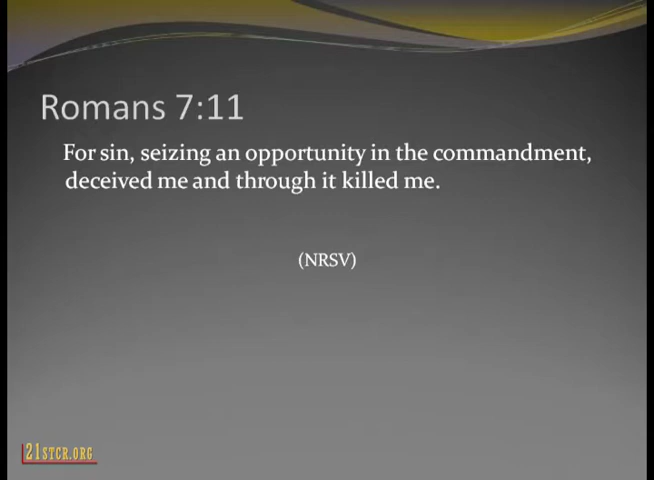 Romans 7:11
For sin, seizing an opportunity in the commandment,
deceived me and through it killed me.
(NRSV)
21STCR.ORG